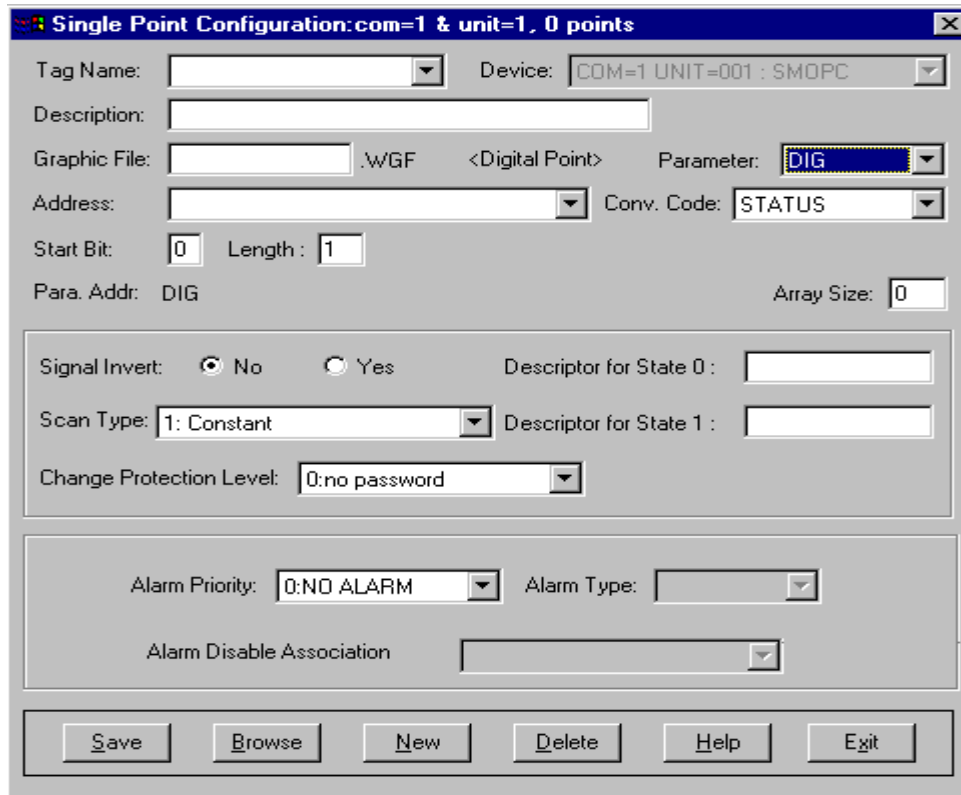 Single Point Configuration:com=1 & unit=1, 0 points
Tag Name: Device: COM=1 UNIT=001 : SMOPC
Description:
Graphic File: .WGF <Digital Point> Parameter: DIG
Address: Conv. Code: STATUS
Start Bit: 0 Length : 1
Para. Addr: DIG Array Size: 0
Signal Invert: No Yes Descriptor for State 0 :
Scan Type: 1: Constant Descriptor for State 1 :
Change Protection Level: 0:no password
Alarm Priority: 0:NO ALARM Alarm Type:
Alarm Disable Association
Save Browse New Delete Help Exit